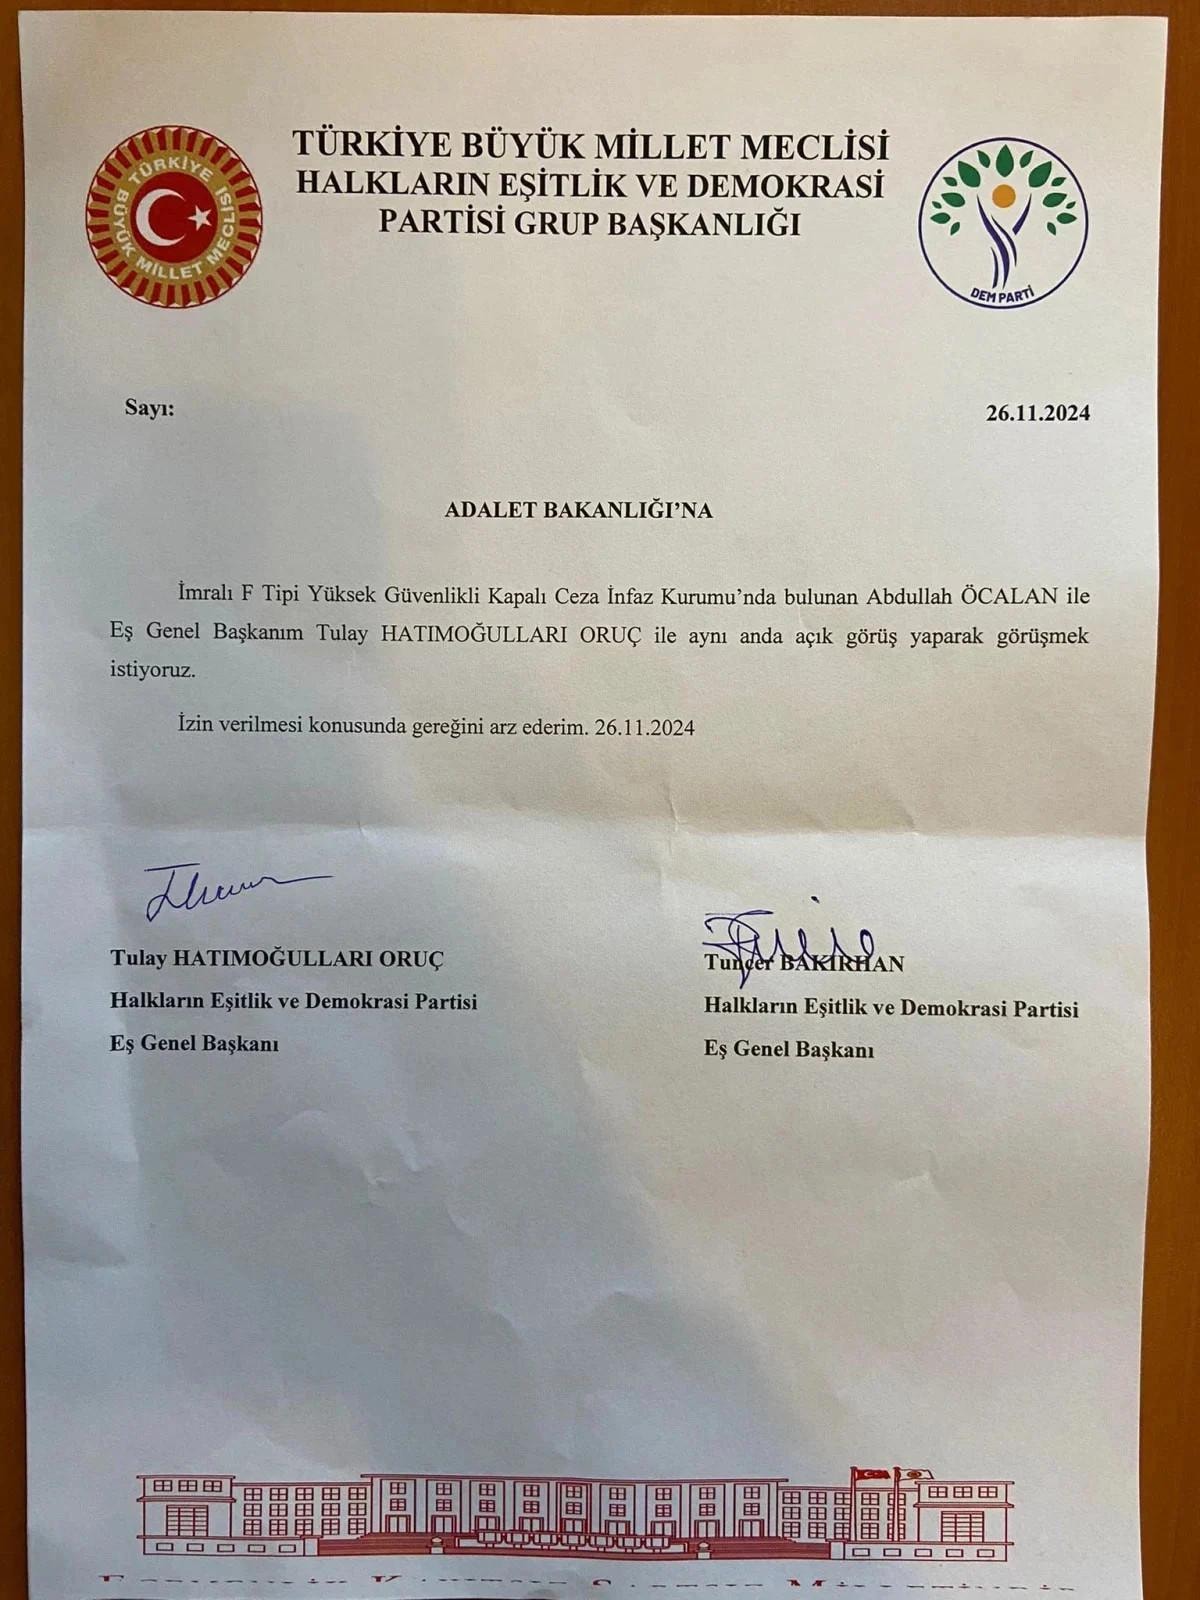 TÜRKİYE BÜYÜK MİLLET MECLİSİ
HALKLARIN EŞİTLİK VE DEMOKRASİ
PARTİSİ GRUP BAŞKANLIĞI
TÜRKİYE BÜYÜK MİLLET MECLİSİ
DEM PARTİ
Sayı:
26.11.2024
ADALET BAKANLIĞI’NA
İmralı F Tipi Yüksek Güvenlikli Kapalı Ceza İnfaz Kurumu’nda bulunan Abdullah ÖCALAN ile
Eş Genel Başkanım Tulay HATIMOĞULLARI ORUÇ ile aynı anda açık görüş yaparak görüşmek
istiyoruz.
İzin verilmesi konusunda gereğini arz ederim. 26.11.2024
Tulay HATIMOĞULLARI ORUÇ
Halkların Eşitlik ve Demokrasi Partisi
Eş Genel Başkanı
Tunçer BAKIRHAN
Halkların Eşitlik ve Demokrasi Partisi
Eş Genel Başkanı